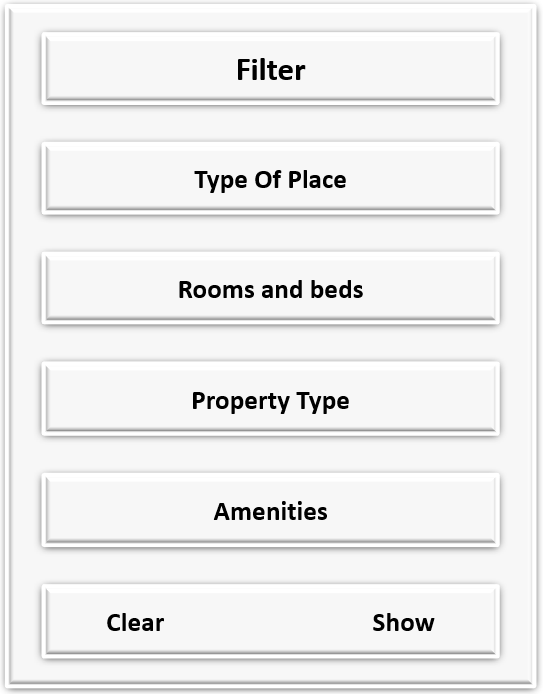 Filter
Type Of Place
Rooms and beds
Property Type
Amenities
Clear Show